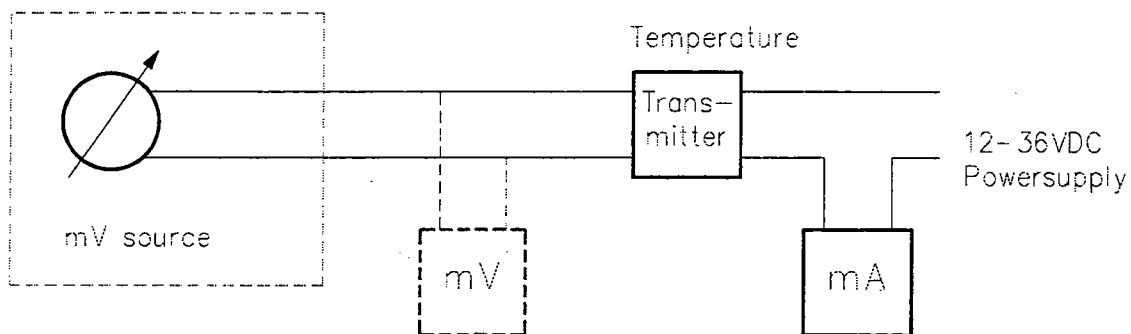 Temperature
Trans-
mitter
12-36VDC
Powersupply
mV source
mV
mA